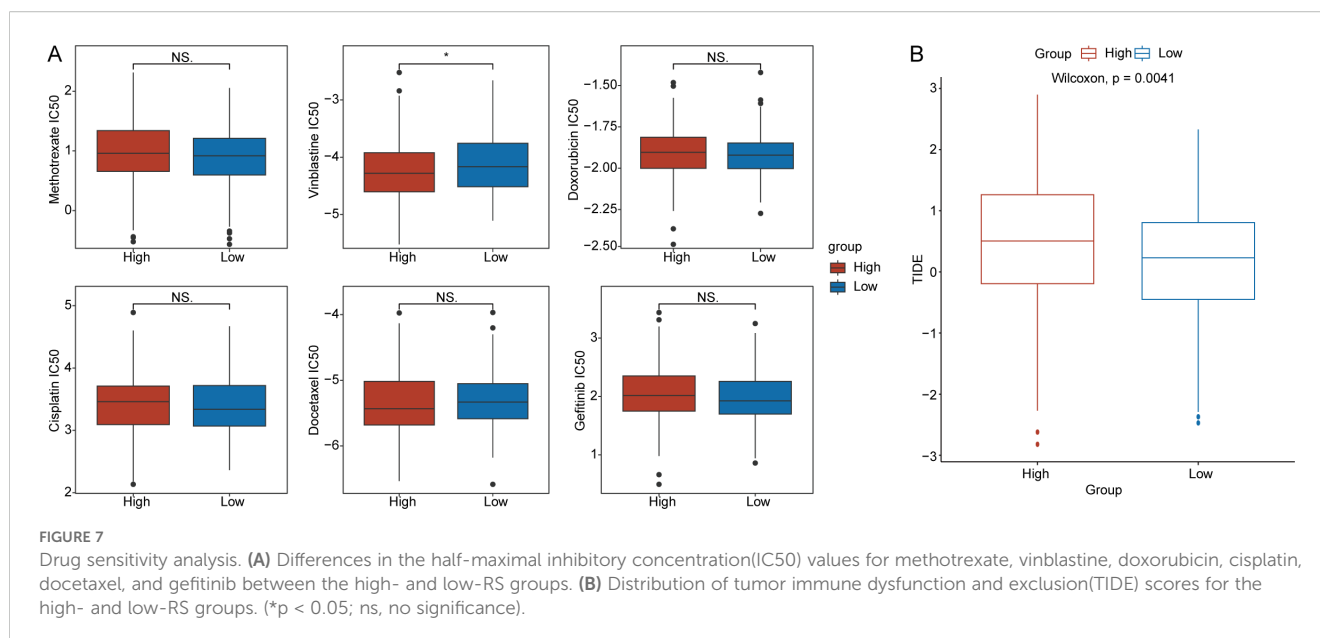 A
NS.
Methotrexate IC50
2
1
0
High Low
*
Vinblastine IC50
−3
−4
−5
High Low
NS.
Doxorubicin IC50
−1.50
−1.75
−2.00
−2.25
−2.50
High Low
group
High
Low
NS.
Cisplatin IC50
5
4
3
2
High Low
NS.
Docetaxel IC50
−4
−5
−6
High Low
NS.
Gefitinib IC50
3
2
1
High Low
B
Group High Low
Wilcoxon, p = 0.0041
TIDE
3
2
1
0
−1
−2
−3
High Low
Group
FIGURE 7
Drug sensitivity analysis. (A) Differences in the half-maximal inhibitory concentration(IC50) values for methotrexate, vinblastine, doxorubicin, cisplatin,
docetaxel, and gefitinib between the high- and low-RS groups. (B) Distribution of tumor immune dysfunction and exclusion(TIDE) scores for the
high- and low-RS groups. (*p < 0.05; ns, no significance).